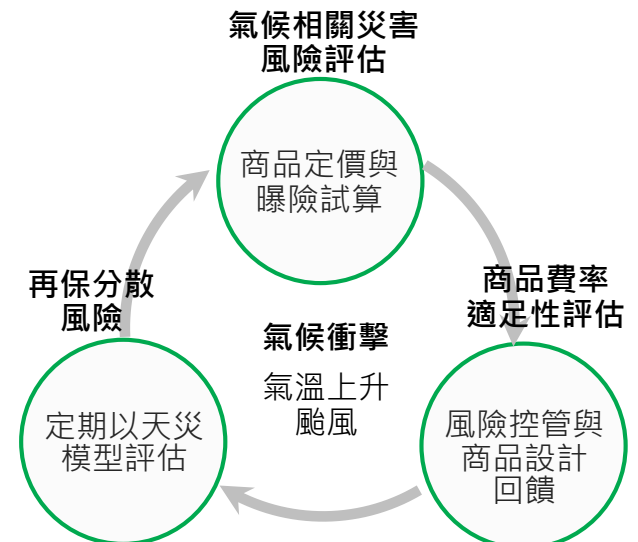 氣候相關災害
風險評估
商品定價與
曝險試算
再保分散
風險
商品費率
適足性評估
氣候衝擊
氣溫上升
颱風
定期以天災
模型評估
風險控管與
商品設計
回饋